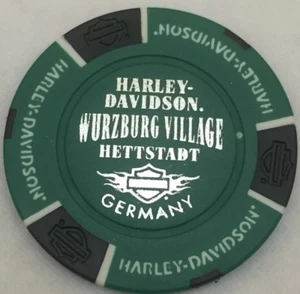 HARLEY-
DAVIDSON.
WURZBURG VILLAGE
HETTSTADT
GERMANY
HARLEY-DAVIDSON
HARLEY-DAVIDSON.
HARLEY-DAVIDSON.